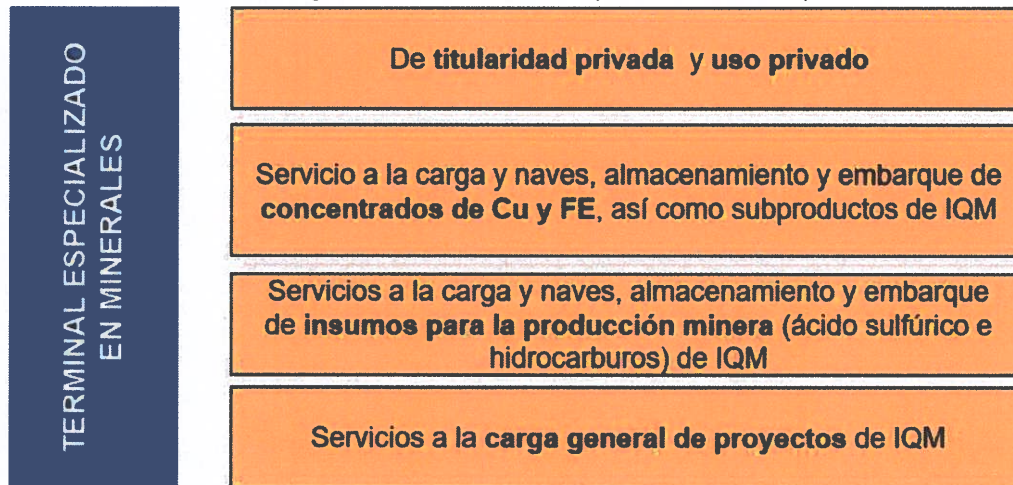 TERMINAL ESPECIALIZADO
EN MINERALES
De titularidad privada y uso privado
Servicio a la carga y naves, almacenamiento y embarque de
concentrados de Cu y FE, así como subproductos de IQM
Servicios a la carga y naves, almacenamiento y embarque
de insumos para la producción minera (ácido sulfúrico e
hidrocarburos) de IQM
Servicios a la carga general de proyectos de IQM